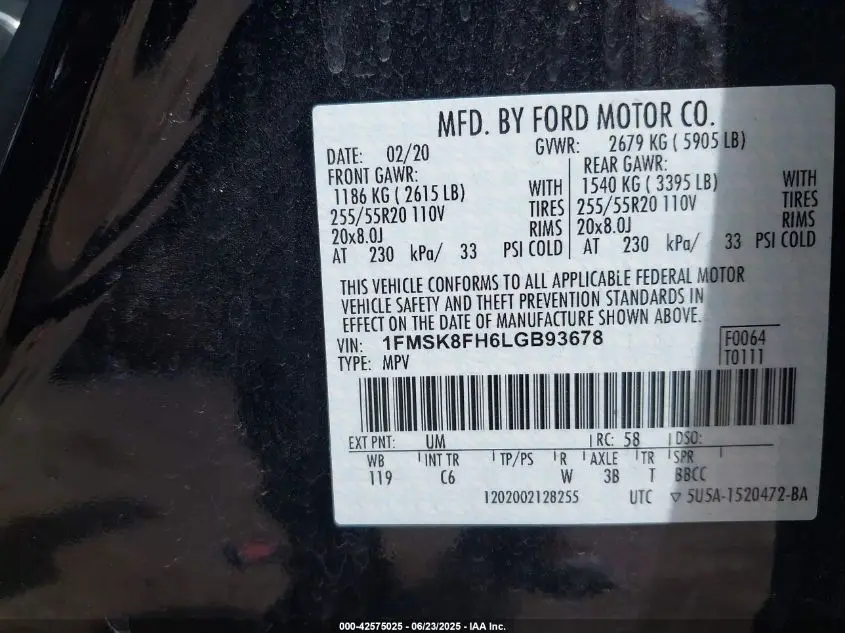 MFD. BY FORD MOTOR CO.
DATE: 02/20 GVWR: 2679 KG ( 5905 LB)
FRONT GAWR: REAR GAWR:
1186 KG ( 2615 LB) WITH 1540 KG ( 3395 LB) WITH
255/55R20 110V TIRES 255/55R20 110V TIRES
20x8.0J RIMS 20x8.0J RIMS
AT 230 kPa/ 33 PSI COLD AT 230 kPa/ 33 PSI COLD
THIS VEHICLE CONFORMS TO ALL APPLICABLE FEDERAL MOTOR
VEHICLE SAFETY AND THEFT PREVENTION STANDARDS IN
EFFECT ON THE DATE OF MANUFACTURE SHOWN ABOVE.
VIN: 1FMSK8FH6LGB93678 F0064
TYPE: MPV T0111
EXT PNT: UM RC: 58 DSO:
WB INT TR TP/PS R AXLE TR SPR
119 C6 W 3B T BBCC
1202002128255 UTC ▽ 5U5A-1520472-BA
000-42575025 - 06/23/2025 - IAA Inc.